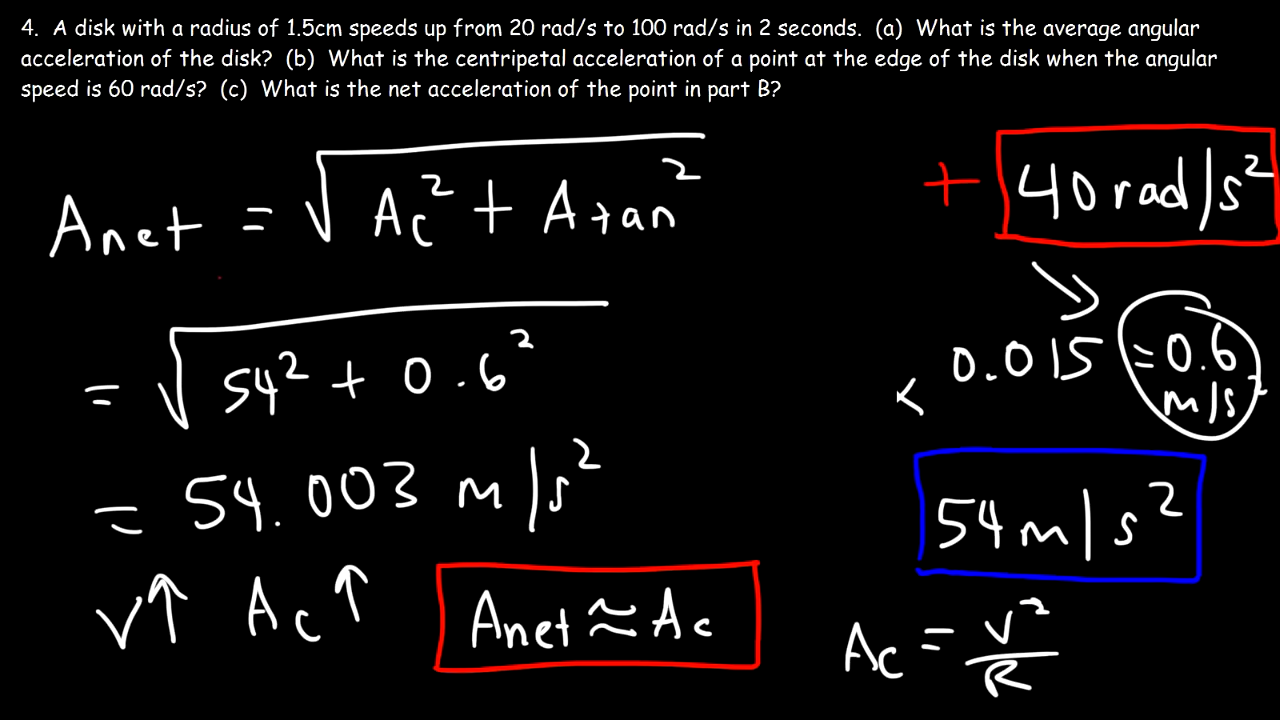 4. A disk with a radius of 1.5cm speeds up from 20 rad/s to 100 rad/s in 2 seconds. (a) What is the average angular
acceleration of the disk? (b) What is the centripetal acceleration of a point at the edge of the disk when the angular
speed is 60 rad/s? (c) What is the net acceleration of the point in part B?
Anet = √(Ac² + Atan²)
+ 40 rad/s²
= √(54² + 0.6²)
× 0.015 = 0.6
m/s²
= 54.003 m/s²
54 m/s²
V↑ Ac↑
Anet ≈ Ac
Ac = V²/R